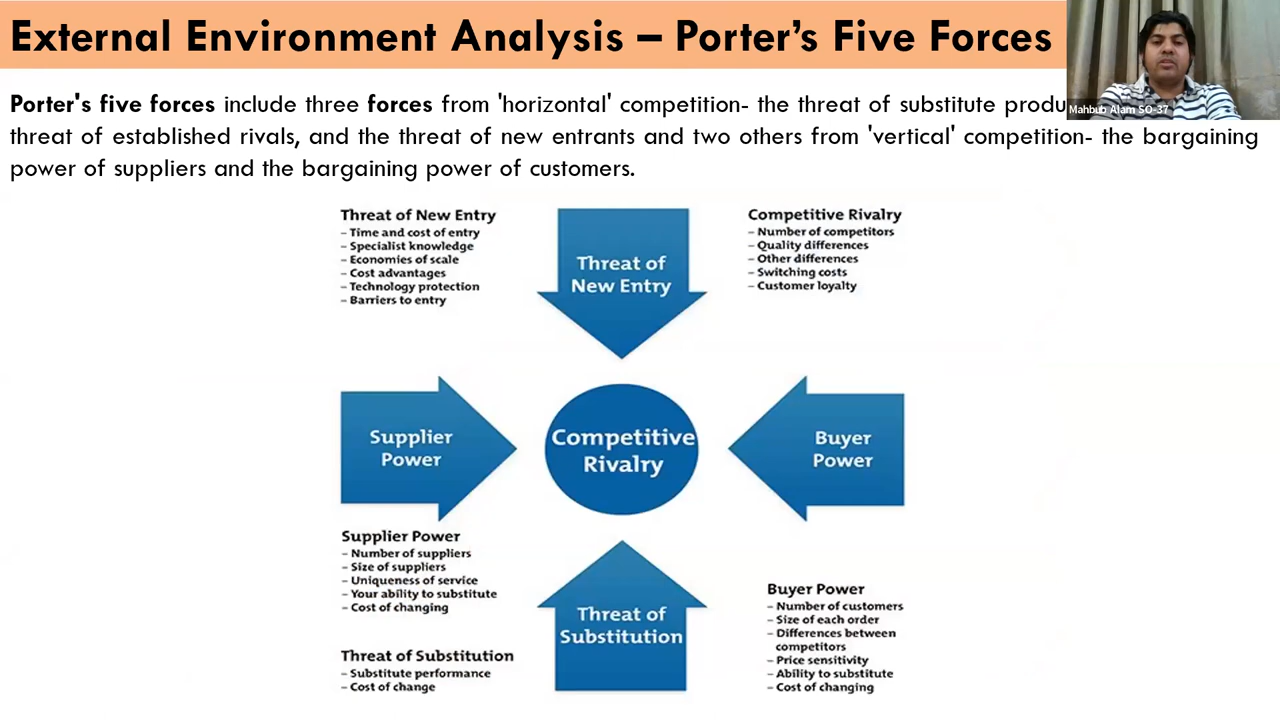 External Environment Analysis – Porter's Five Forces
Mahbub Alam SO-37
Porter's five forces include three forces from 'horizontal' competition- the threat of substitute
threat of established rivals, and the threat of new entrants and two others from 'vertical' competition- the bargaining
power of suppliers and the bargaining power of customers.
Threat of New Entry
– Time and cost of entry
– Specialist knowledge
– Economies of scale
– Cost advantages
– Technology protection
– Barriers to entry
Threat of
New Entry
Competitive Rivalry
– Number of competitors
– Quality differences
– Other differences
– Switching costs
– Customer loyalty
Supplier
Power
Competitive
Rivalry
Buyer
Power
Supplier Power
– Number of suppliers
– Size of suppliers
– Uniqueness of service
– Your ability to substitute
– Cost of changing
Threat of Substitution
– Substitute performance
– Cost of change
Threat of
Substitution
Buyer Power
– Number of customers
– Size of each order
– Differences between
competitors
– Price sensitivity
– Ability to substitute
– Cost of changing